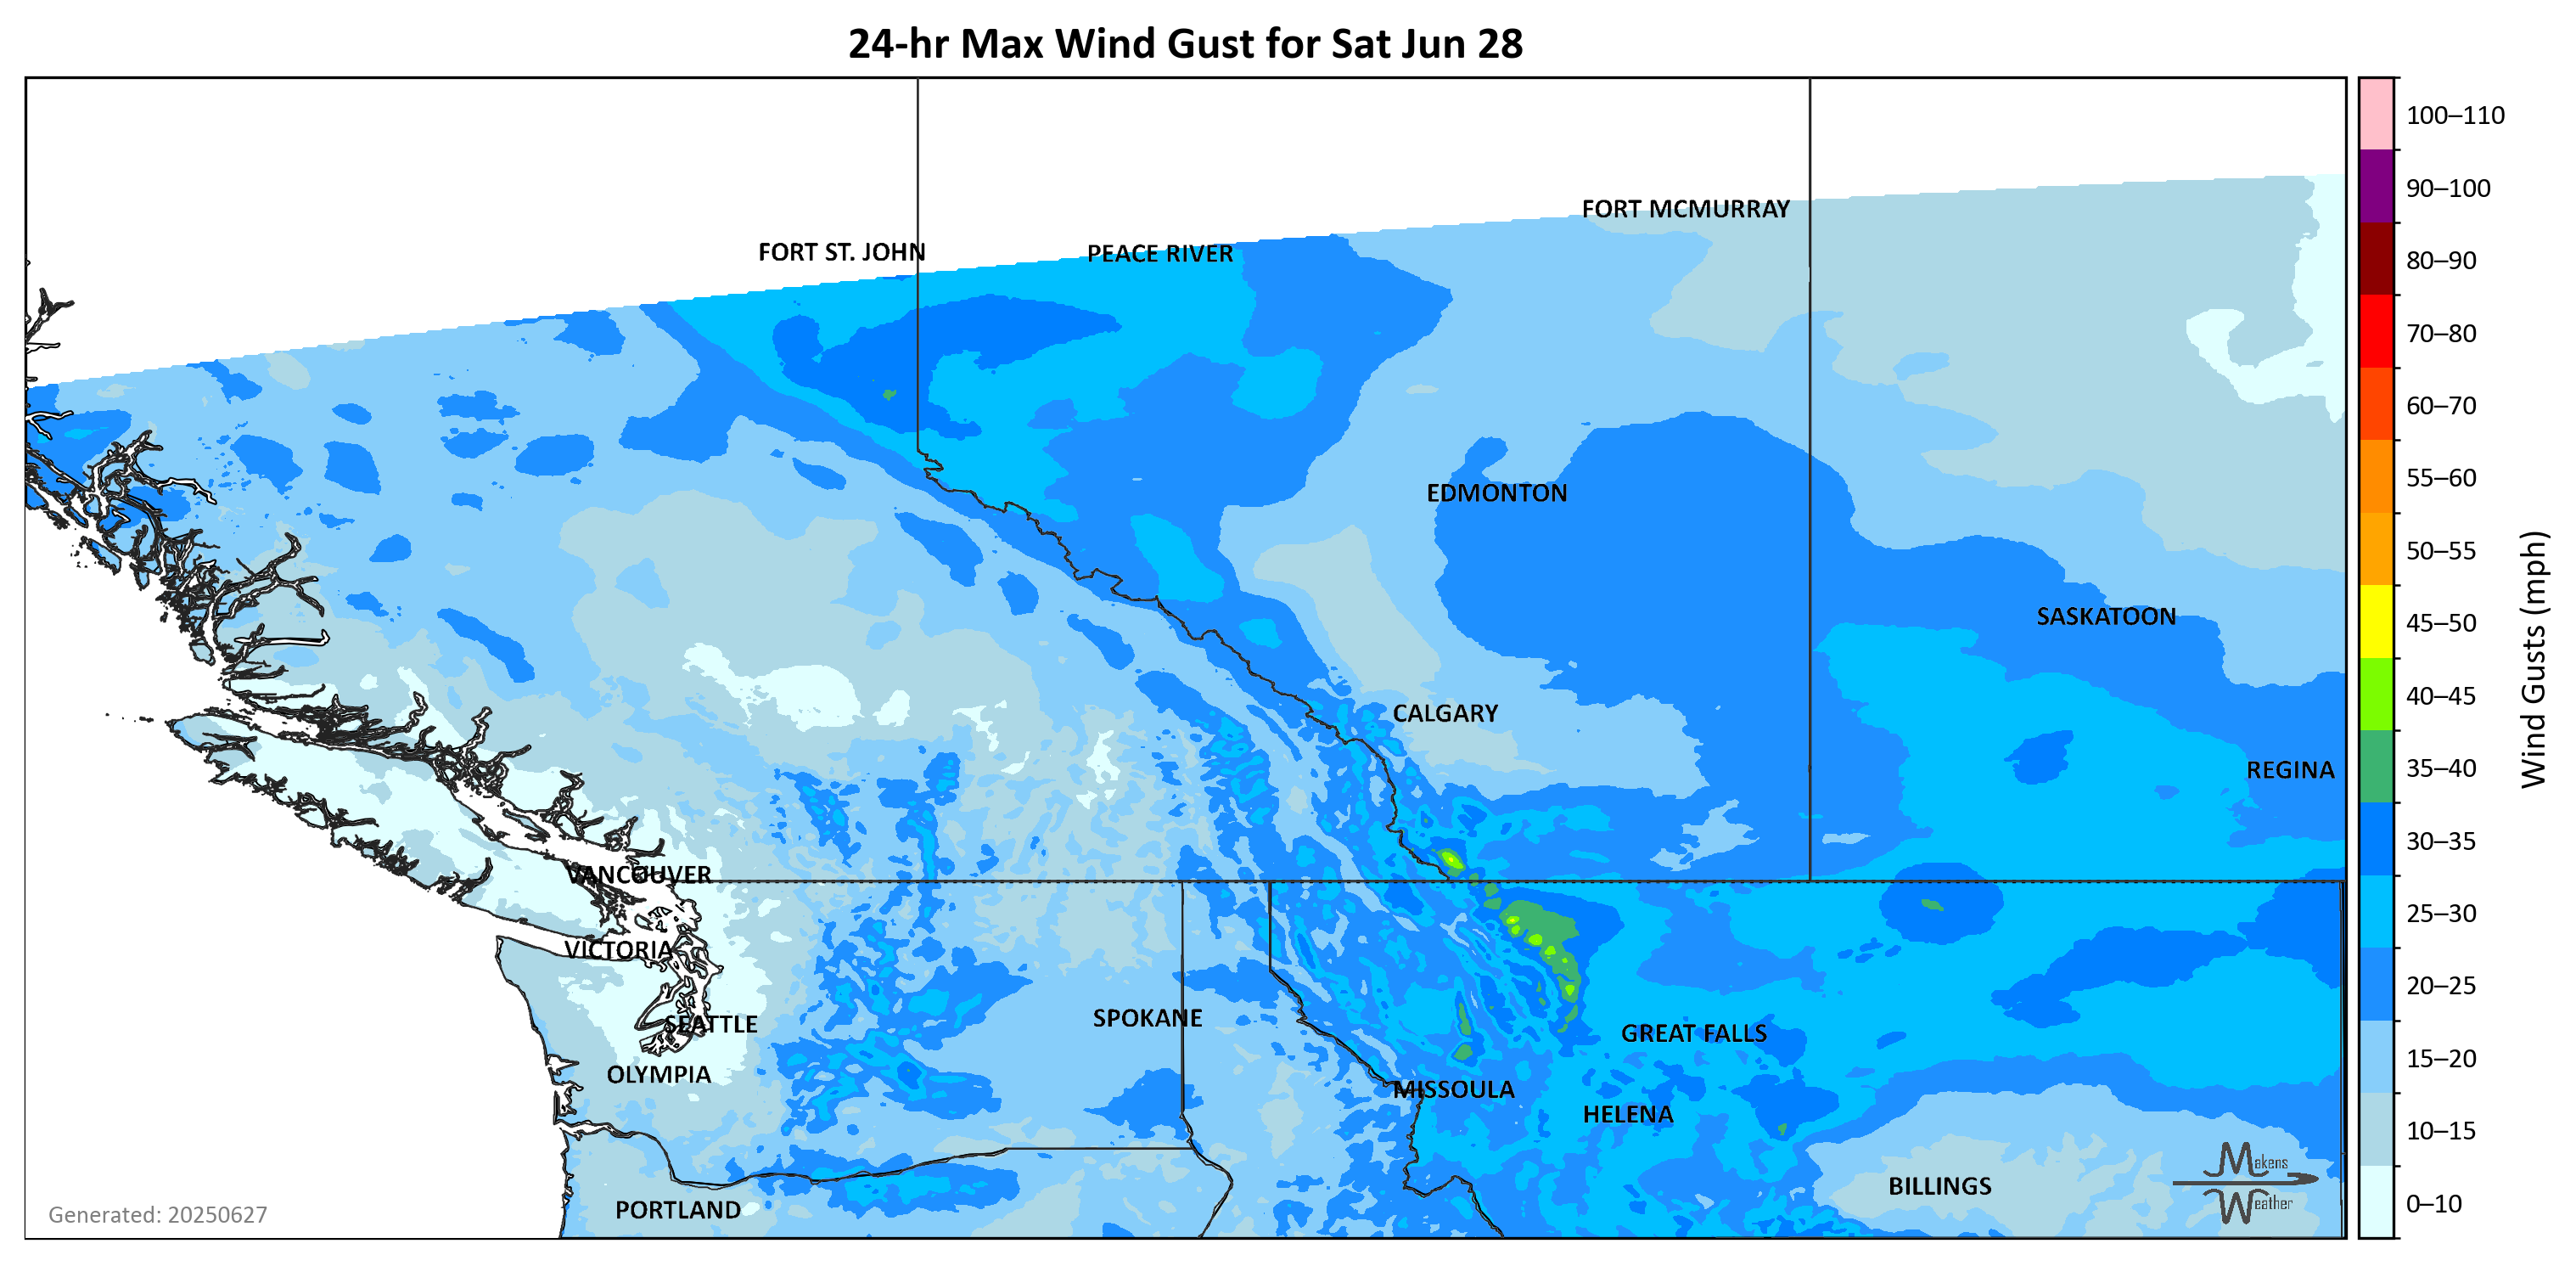 24-hr Max Wind Gust for Sat Jun 28
100–110
90–100
80–90
70–80
60–70
55–60
50–55
45–50
40–45
35–40
30–35
25–30
20–25
15–20
10–15
0–10
Wind Gusts (mph)
FORT MCMURRAY
FORT ST. JOHN
PEACE RIVER
EDMONTON
SASKATOON
CALGARY
REGINA
VANCOUVER
VICTORIA
SPOKANE
SEATTLE
GREAT FALLS
OLYMPIA
MISSOULA
HELENA
BILLINGS
PORTLAND
Makens
Weather
Generated: 20250627